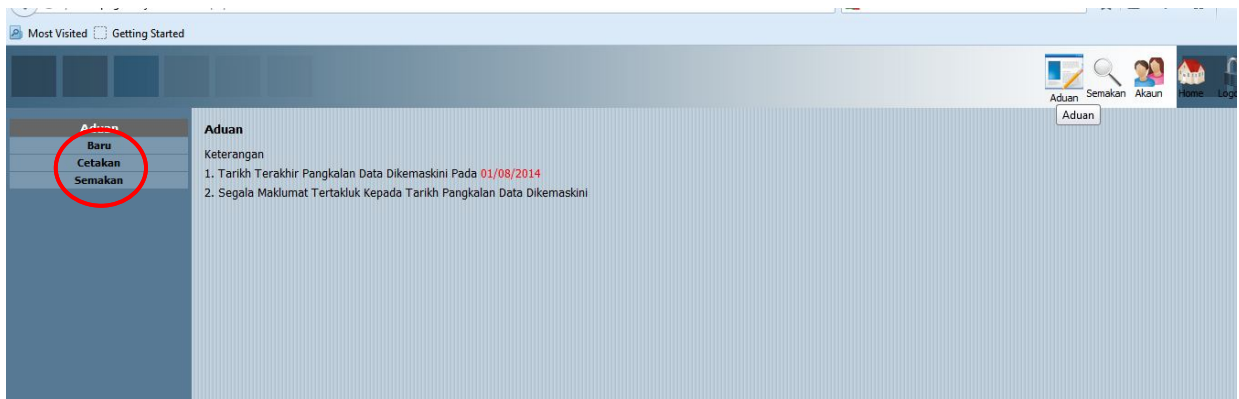 Most Visited Getting Started
Aduan Semakan Akaun Home
Aduan
Aduan
Baru
Cetakan
Semakan
Aduan
Keterangan
1. Tarikh Terakhir Pangkalan Data Dikemaskini Pada 01/08/2014
2. Segala Maklumat Tertakluk Kepada Tarikh Pangkalan Data Dikemaskini